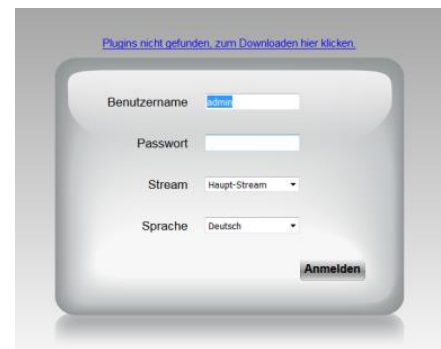 Plugins nicht gefunden, zum Downloaden hier klicken.
Benutzername admin
Passwort
Stream Haupt-Stream
Sprache Deutsch
Anmelden